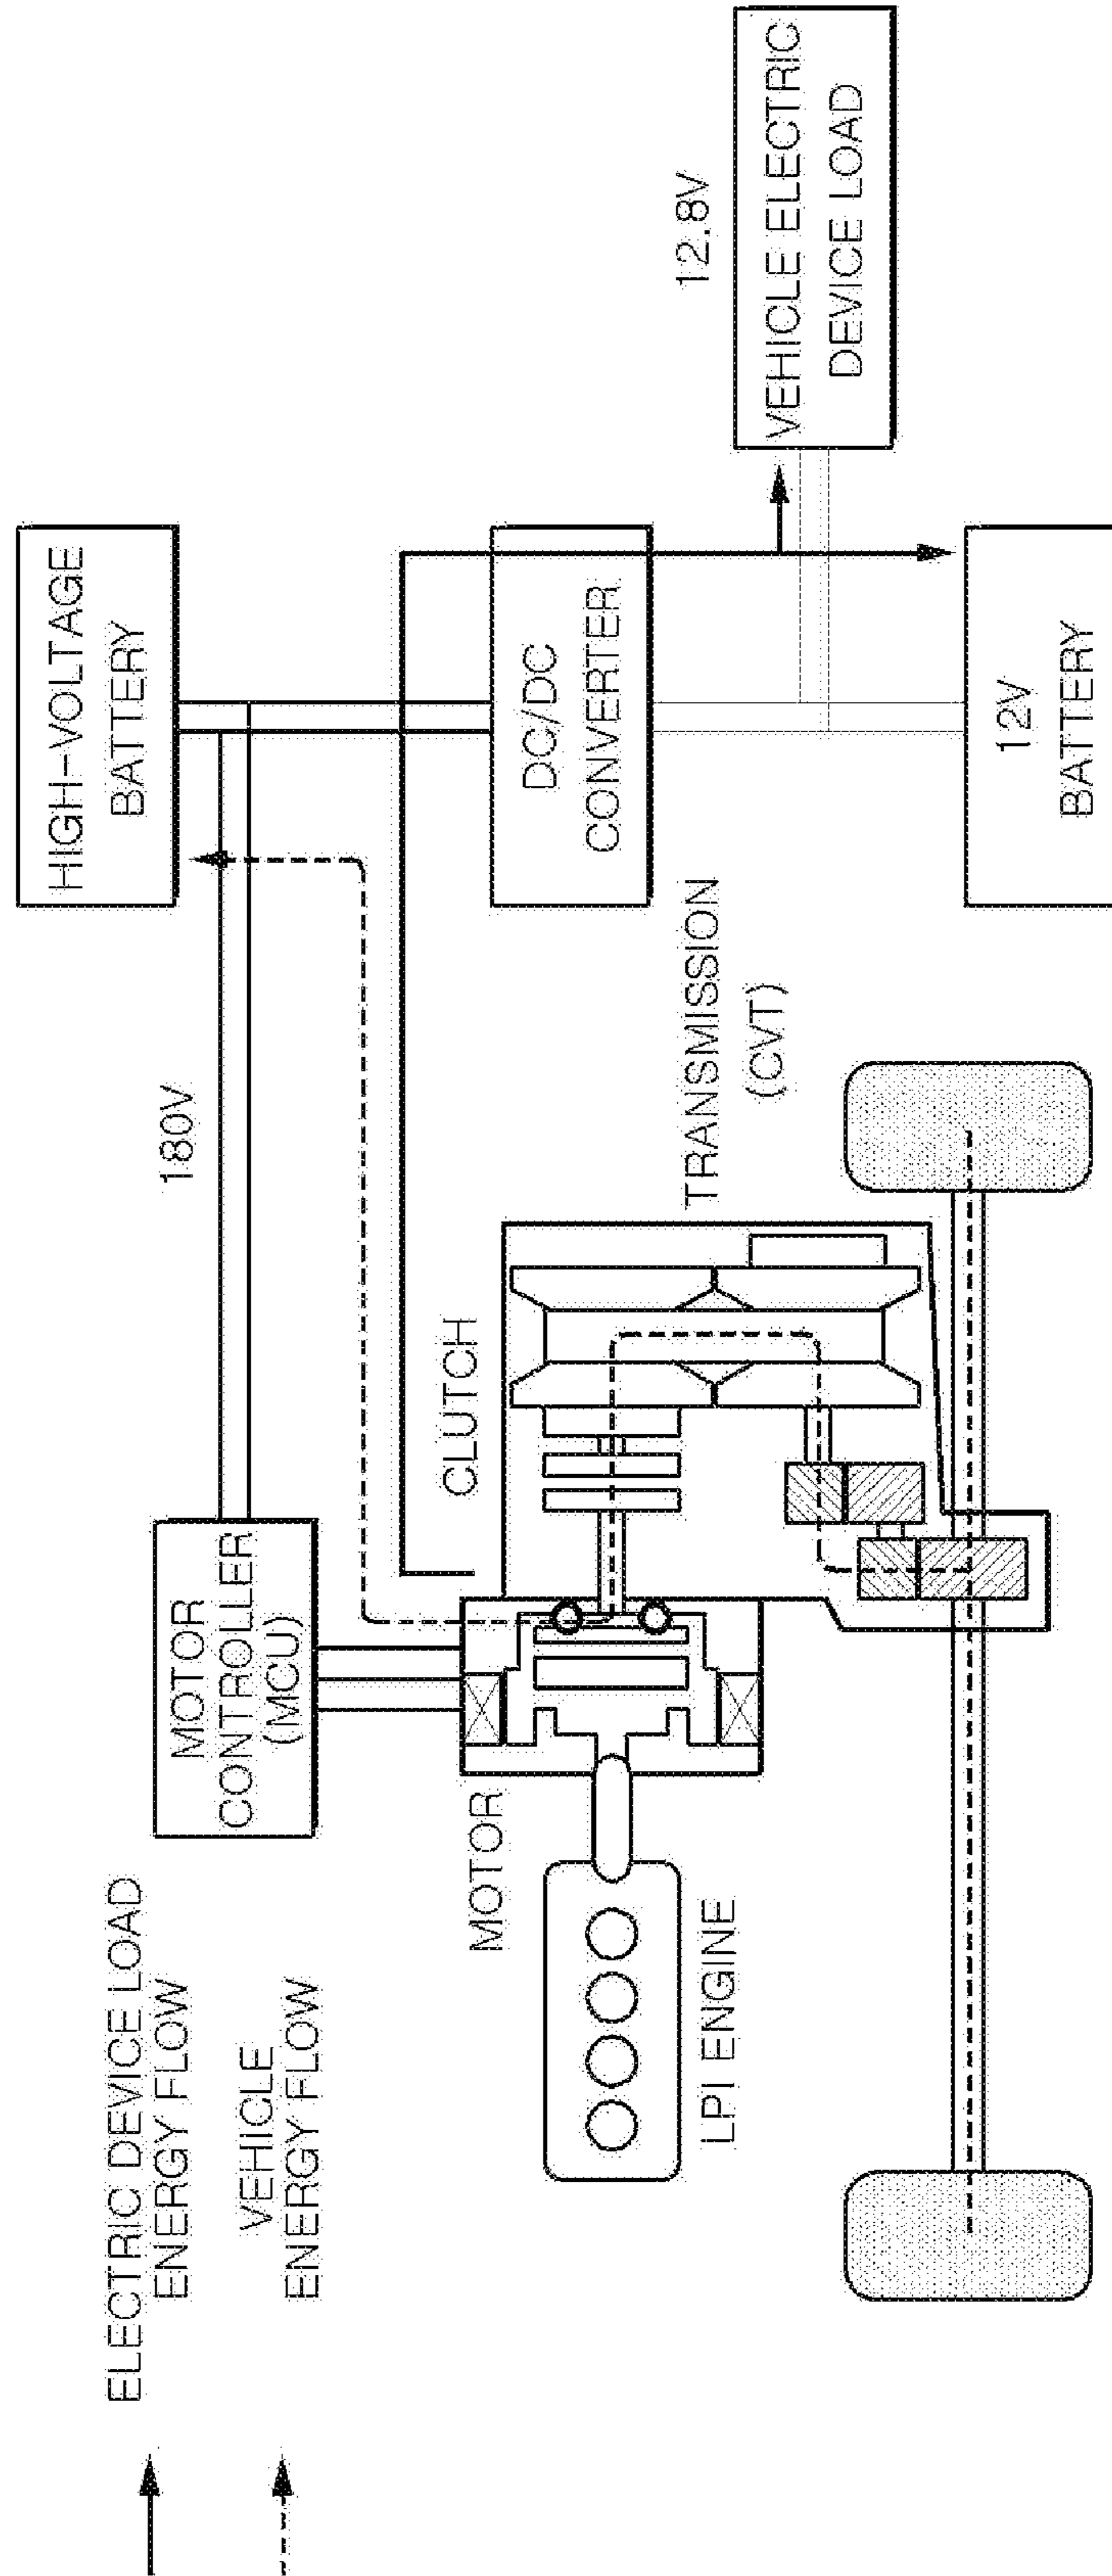 ELECTRIC DEVICE LOAD
ENERGY FLOW
VEHICLE
ENERGY FLOW
MOTOR
CONTROLLER
(MCU)
180V
HIGH-VOLTAGE
BATTERY
MOTOR
CLUTCH
LPI ENGINE
TRANSMISSION
(CVT)
DC/DC
CONVERTER
12.8V
VEHICLE ELECTRIC
DEVICE LOAD
12V
BATTERY